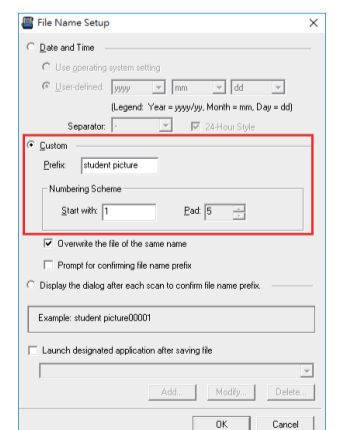 File Name Setup
Date and Time
Use operating system setting
User-defined: yyyy - mm - dd
(Legend: Year = yyyy/yy, Month = mm, Day = dd)
Separator: - 24-Hour Style
Custom
Prefix: student picture
Numbering Scheme
Start with: 1 Pad: 5
Overwrite the file of the same name
Prompt for confirming file name prefix
Display the dialog after each scan to confirm file name prefix.
Example: student picture00001
Launch designated application after saving file
Add... Modify... Delete...
OK Cancel